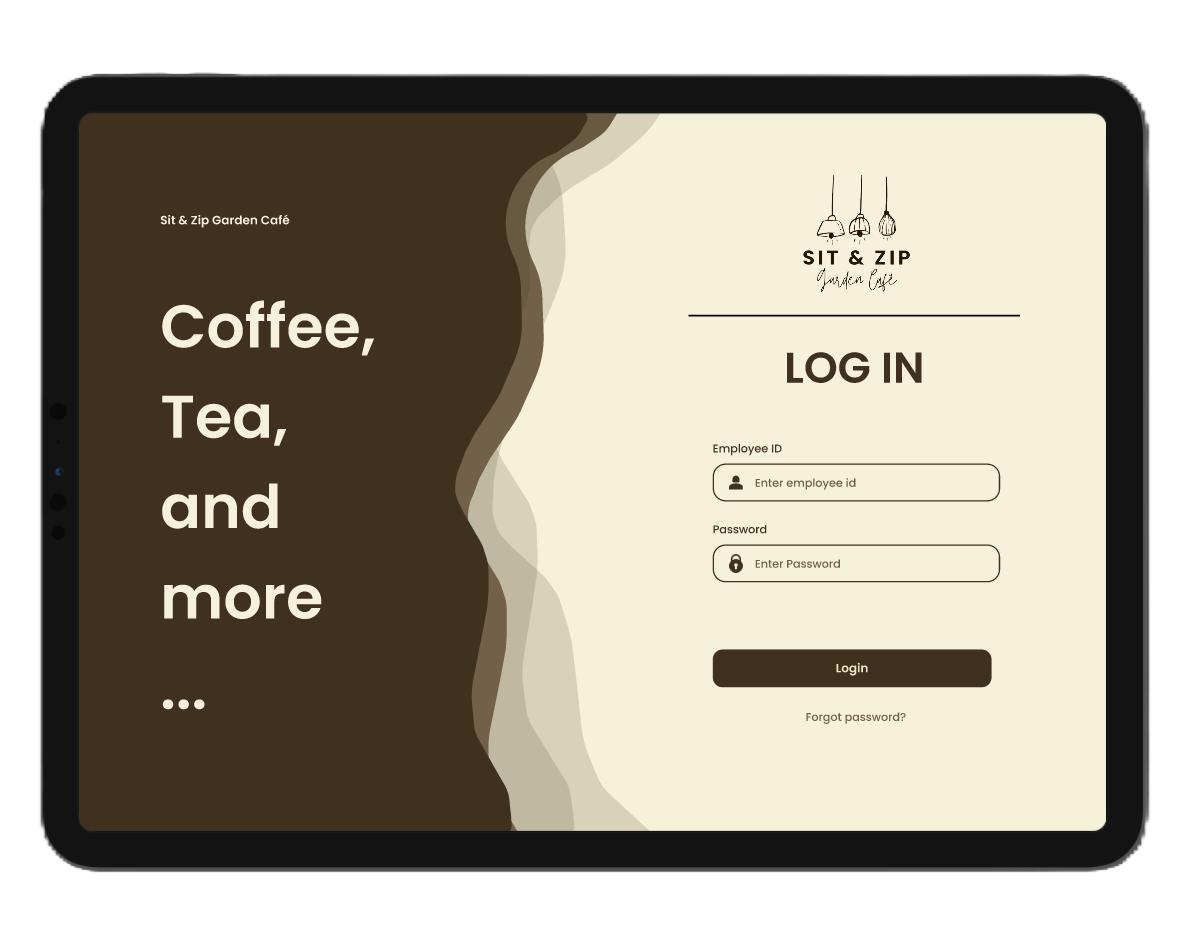 Sit & Zip Garden Café
Coffee,
Tea,
and
more
...
SIT & ZIP
Garden Café
LOG IN
Employee ID
Enter employee id
Password
Enter Password
Login
Forgot password?